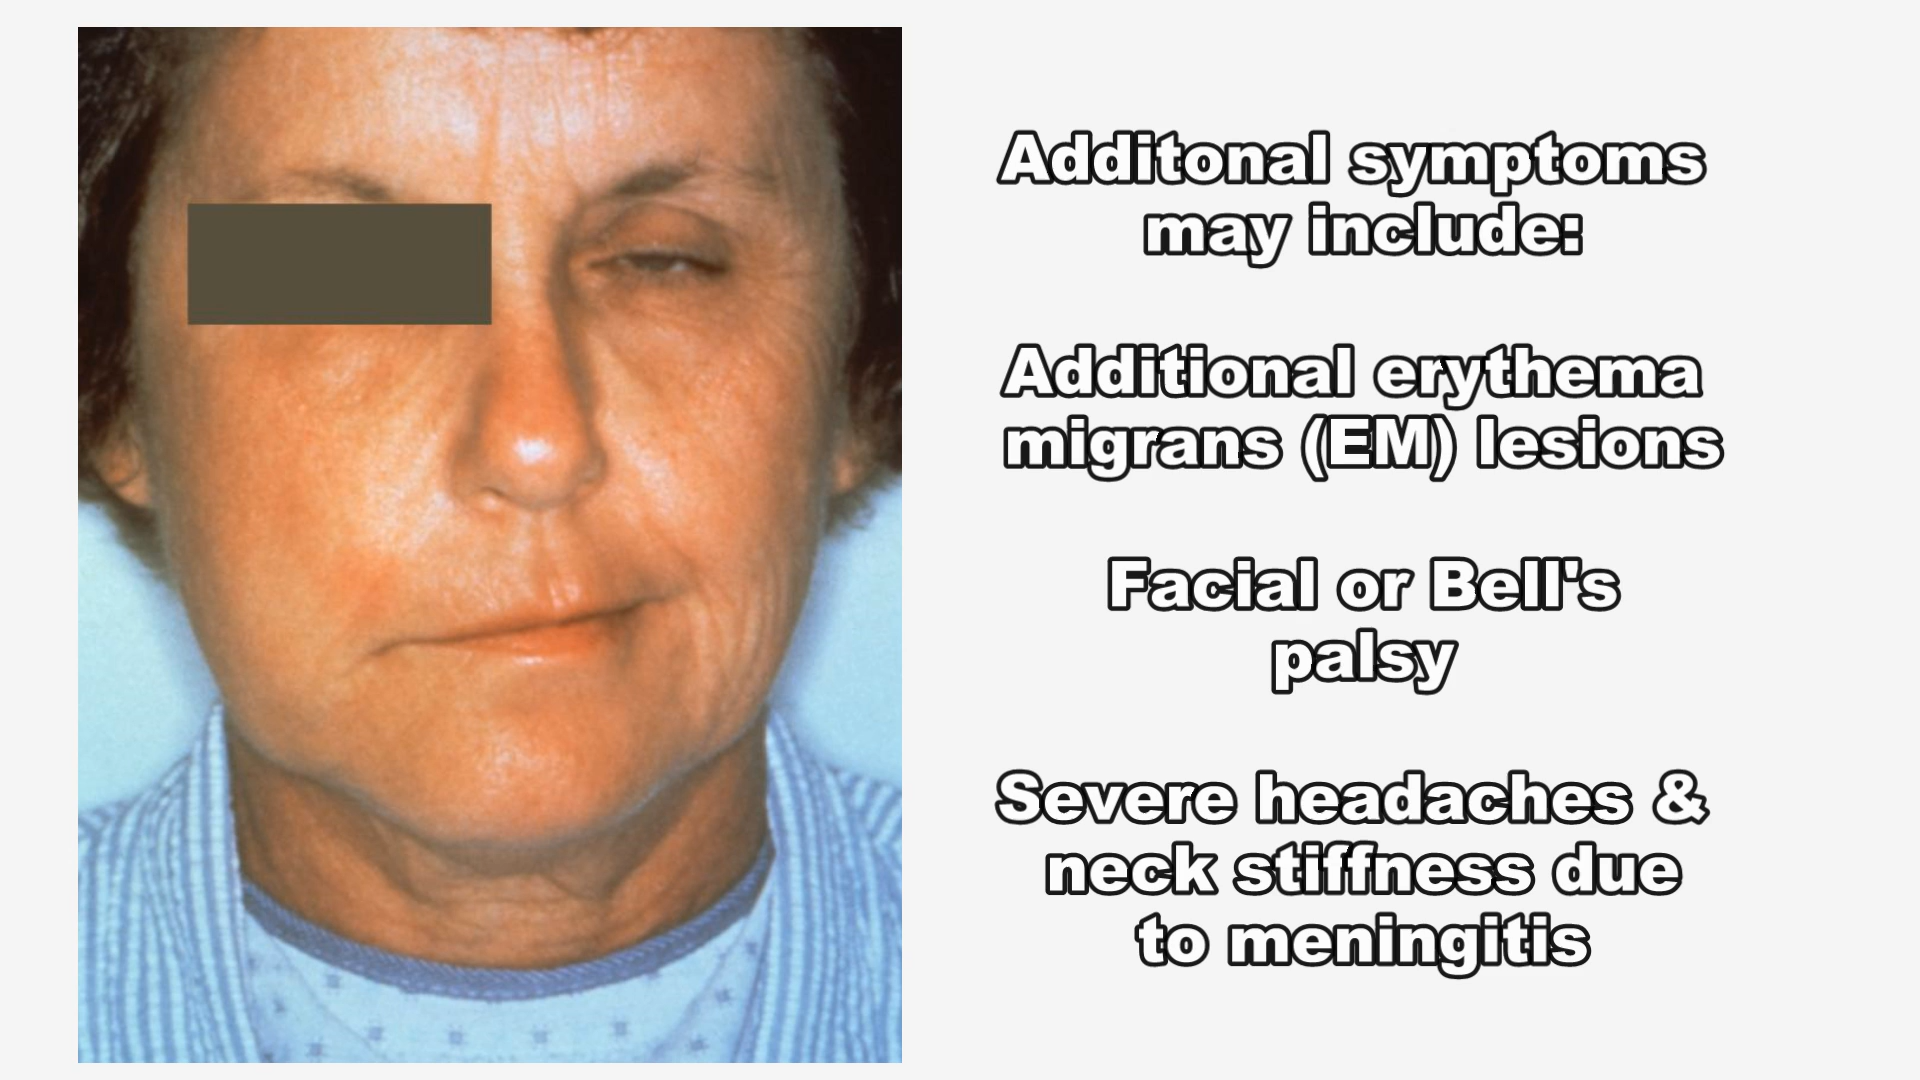 Additonal symptoms
may include:
Additional erythema
migrans (EM) lesions
Facial or Bell's
palsy
Severe headaches &
neck stiffness due
to meningitis